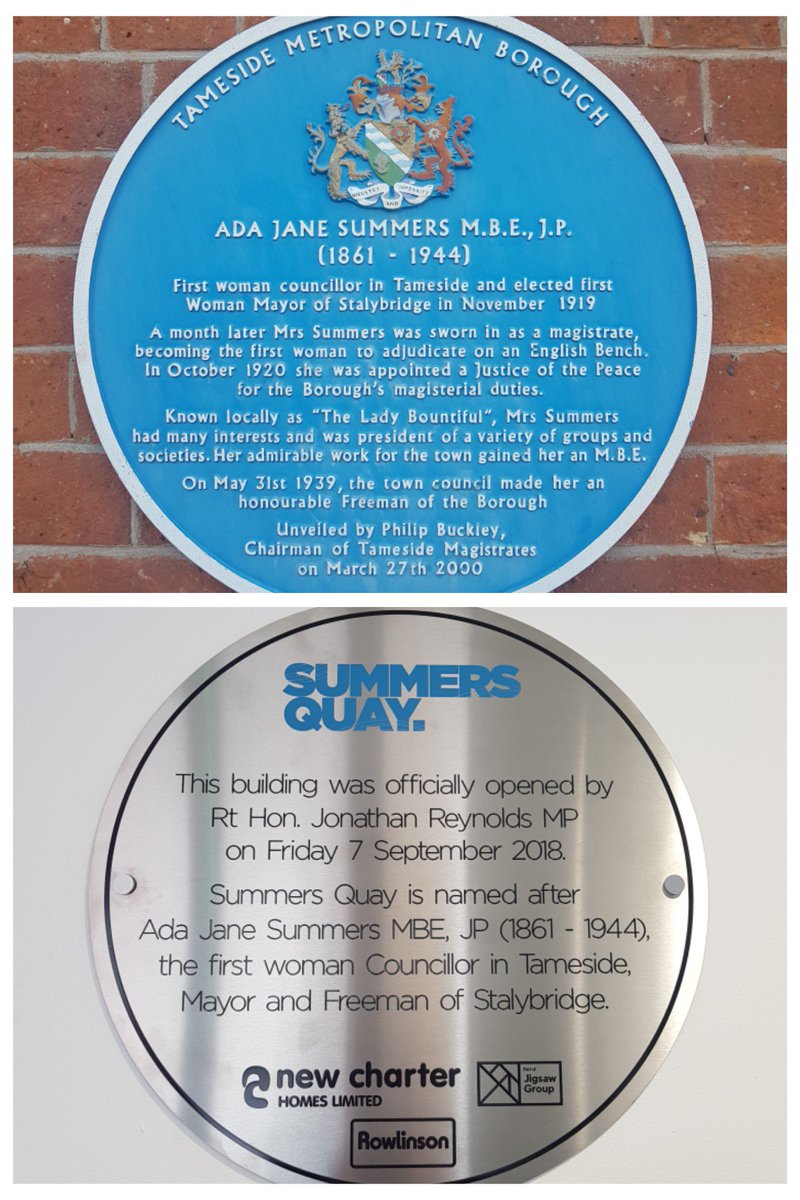 TAMESIDE METROPOLITAN BOROUGH
INDUSTRY AND INTEGRITY
ADA JANE SUMMERS M.B.E., J.P.
(1861 - 1944)
First woman councillor in Tameside and elected first
Woman Mayor of Stalybridge in November 1919
A month later Mrs Summers was sworn in as a magistrate,
becoming the first woman to adjudicate on an English Bench.
In October 1920 she was appointed a Justice of the Peace
for the Borough's magisterial duties.
Known locally as "The Lady Bountiful", Mrs Summers
had many interests and was president of a variety of groups and
societies. Her admirable work for the town gained her an M.B.E.
On May 31st 1939, the town council made her an
honourable Freeman of the Borough
Unveiled by Philip Buckley,
Chairman of Tameside Magistrates
on March 27th 2000
SUMMERS
QUAY.
This building was officially opened by
Rt Hon. Jonathan Reynolds MP
on Friday 7 September 2018.
Summers Quay is named after
Ada Jane Summers MBE, JP (1861 - 1944),
the first woman Councillor in Tameside,
Mayor and Freeman of Stalybridge.
new charter
HOMES LIMITED
Part of
Jigsaw
Group
Rowlinson